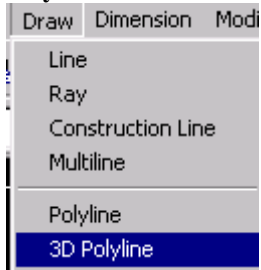 Draw Dimension Modi
Line
Ray
Construction Line
Multiline
Polyline
3D Polyline